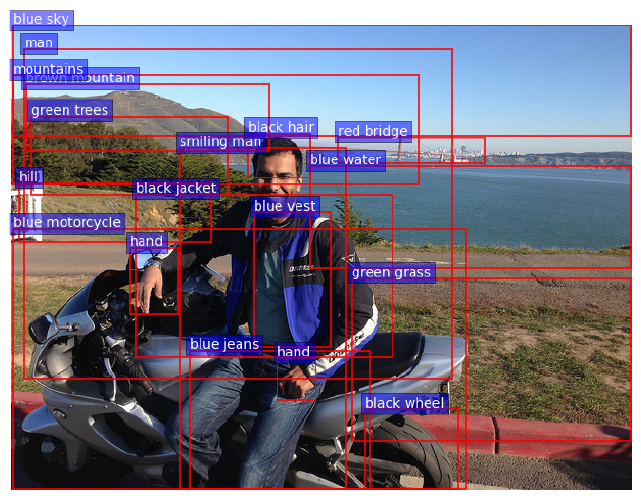 blue sky
man
mountains
brown mountain
green trees
black hair
red bridge
smiling man
blue water
hill
black jacket
blue vest
blue motorcycle
hand
green grass
blue jeans
hand
black wheel